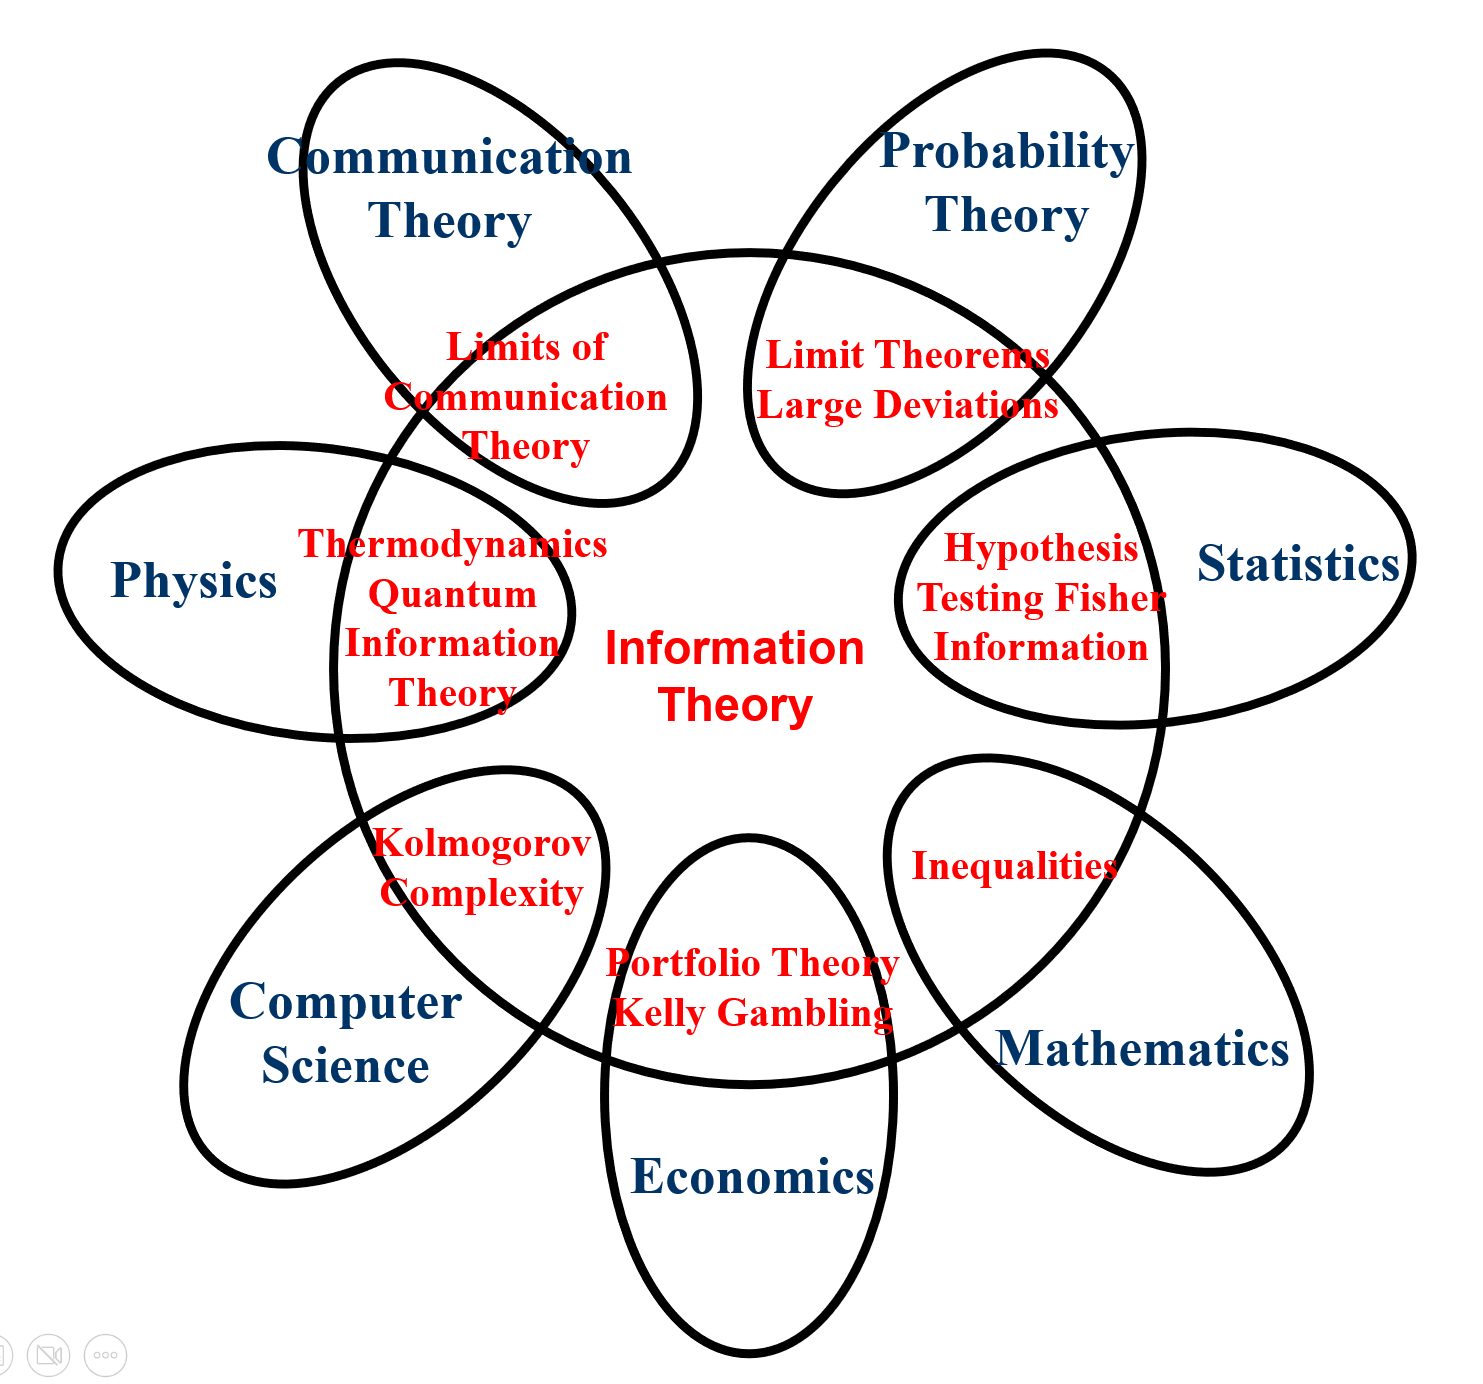 Communication
Theory
Probability
Theory
Limits of
Communication
Theory
Limit Theorems
Large Deviations
Physics
Thermodynamics
Quantum
Information
Theory
Hypothesis
Testing Fisher
Information
Statistics
Information
Theory
Kolmogorov
Complexity
Computer
Science
Portfolio Theory
Kelly Gambling
Economics
Inequalities
Mathematics